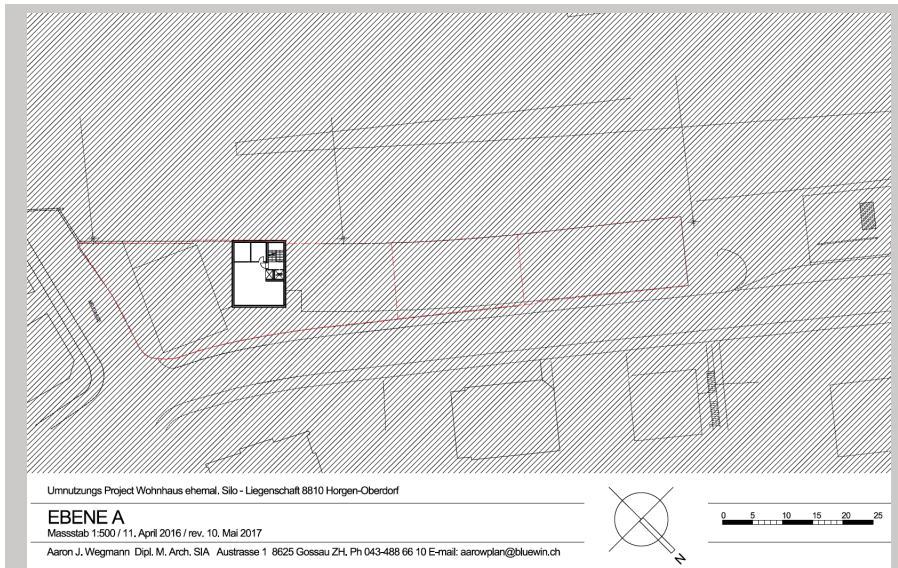 Umnutzungs Project Wohnhaus ehemal. Silo - Liegenschaft 8810 Horgen-Oberdorf
EBENE A
Massstab 1:500 / 11. April 2016 / rev. 10. Mai 2017
Aaron J. Wegmann Dipl. M. Arch. SIA Austrasse 1 8625 Gossau ZH, Ph 043-488 66 10 E-mail: aarowplan@bluewin.ch
N
0 5 10 15 20 25